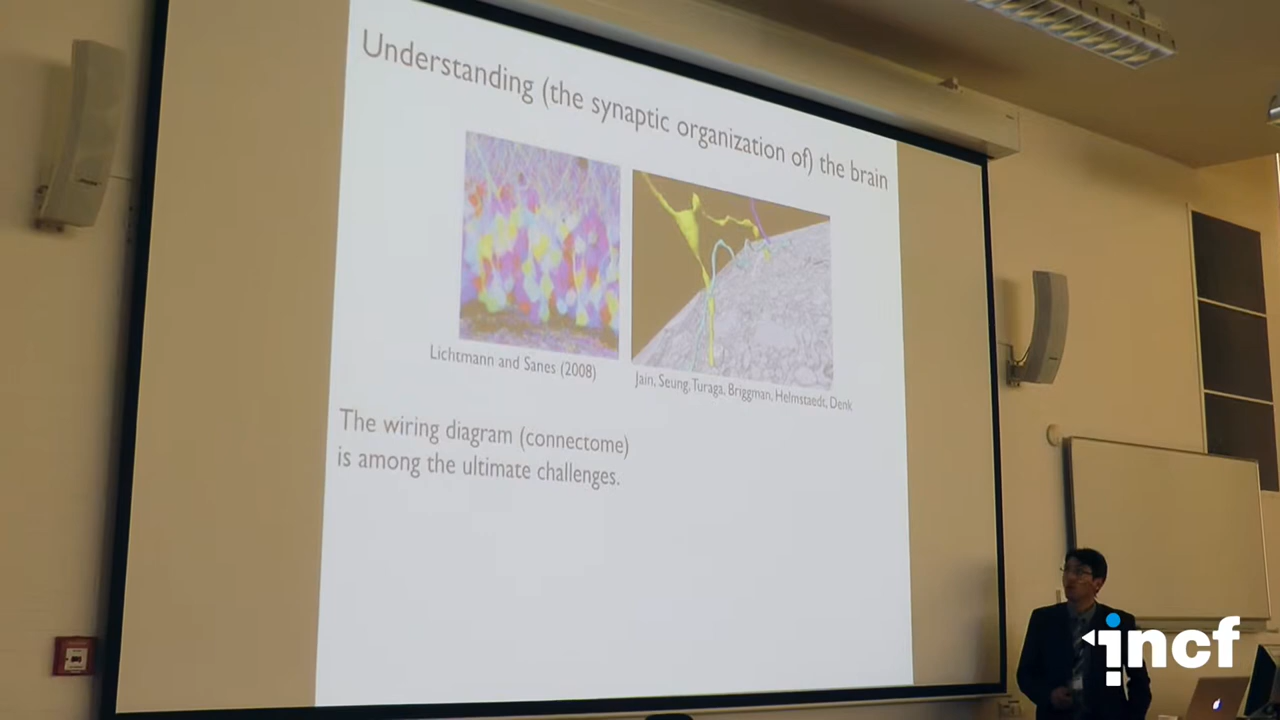 Understanding (the synaptic organization of) the brain
Lichtmann and Sanes (2008)
Jain, Seung, Turaga, Briggman, Helmstaedt, Denk
The wiring diagram (connectome)
is among the ultimate challenges.
incf